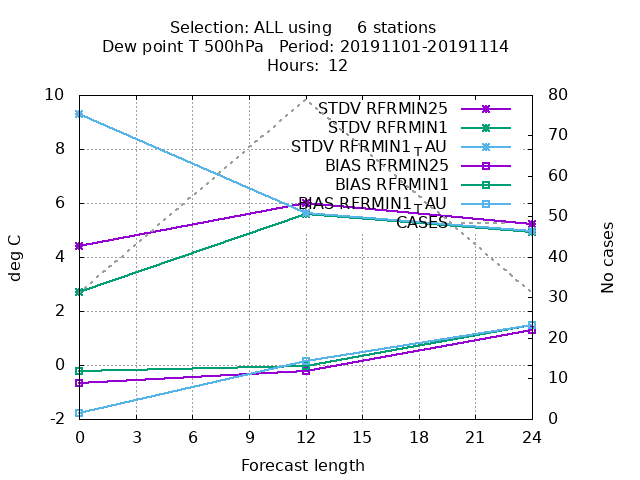 Selection: ALL using     6 stations
Dew point T 500hPa   Period: 20191101-20191114
Hours:  12
10
8
6
4
2
0
-2
deg C
STDV RFRMIN25
STDV RFRMIN1
STDV RFRMIN1_TAU
BIAS RFRMIN25
BIAS RFRMIN1
BIAS RFRMIN1_TAU
CASES
80
70
60
50
40
30
20
10
0
No cases
0 3 6 9 12 15 18 21 24
Forecast length